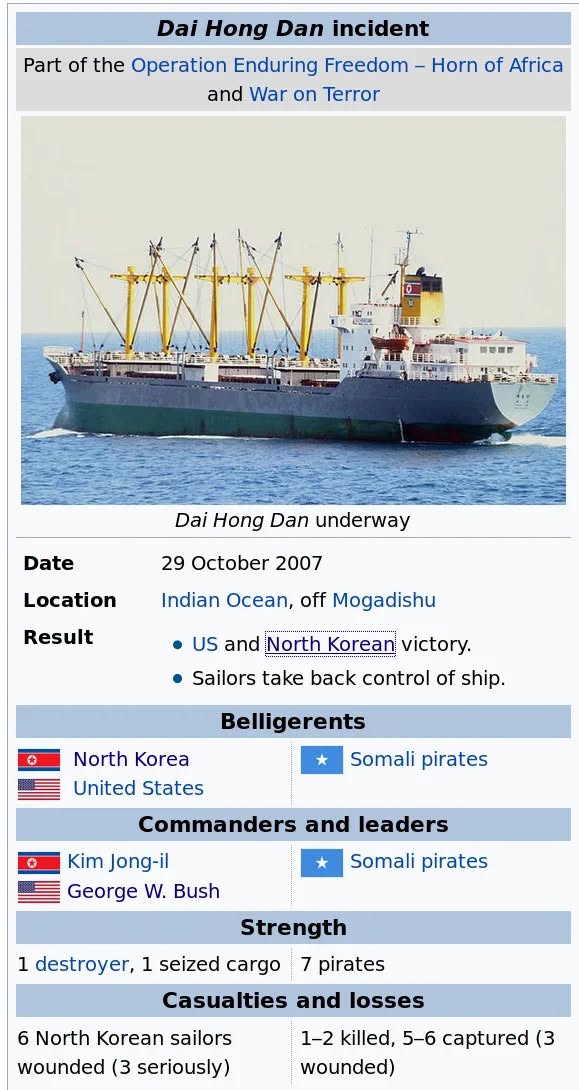 Dai Hong Dan incident
Part of the Operation Enduring Freedom – Horn of Africa
and War on Terror
Dai Hong Dan underway
Date 29 October 2007
Location Indian Ocean, off Mogadishu
Result • US and North Korean victory.
• Sailors take back control of ship.
Belligerents
North Korea
United States
Somali pirates
Commanders and leaders
Kim Jong-il
George W. Bush
Somali pirates
Strength
1 destroyer, 1 seized cargo
7 pirates
Casualties and losses
6 North Korean sailors
wounded (3 seriously)
1–2 killed, 5–6 captured (3
wounded)